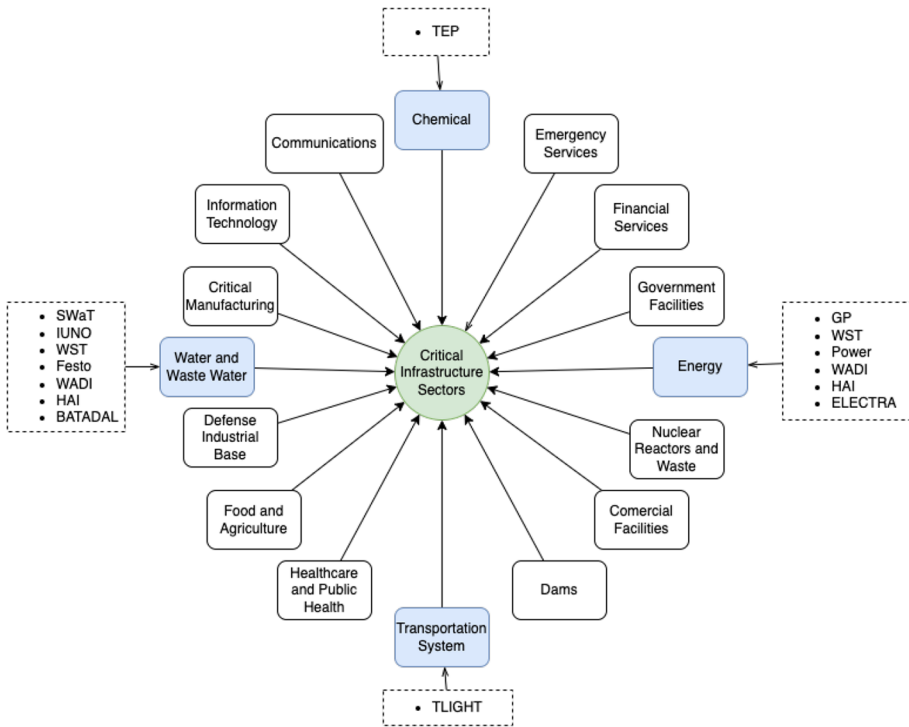 • TEP
Chemical
Communications
Emergency
Services
Information
Technology
Financial
Services
Critical
Manufacturing
Government
Facilities
• SWaT
• IUNO
• WST
• Festo
• WADI
• HAI
• BATADAL
Water and
Waste Water
Critical
Infrastructure
Sectors
Energy
• GP
• WST
• Power
• WADI
• HAI
• ELECTRA
Defense
Industrial
Base
Nuclear
Reactors and
Waste
Food and
Agriculture
Comercial
Facilities
Healthcare
and Public
Health
Dams
Transportation
System
• TLIGHT